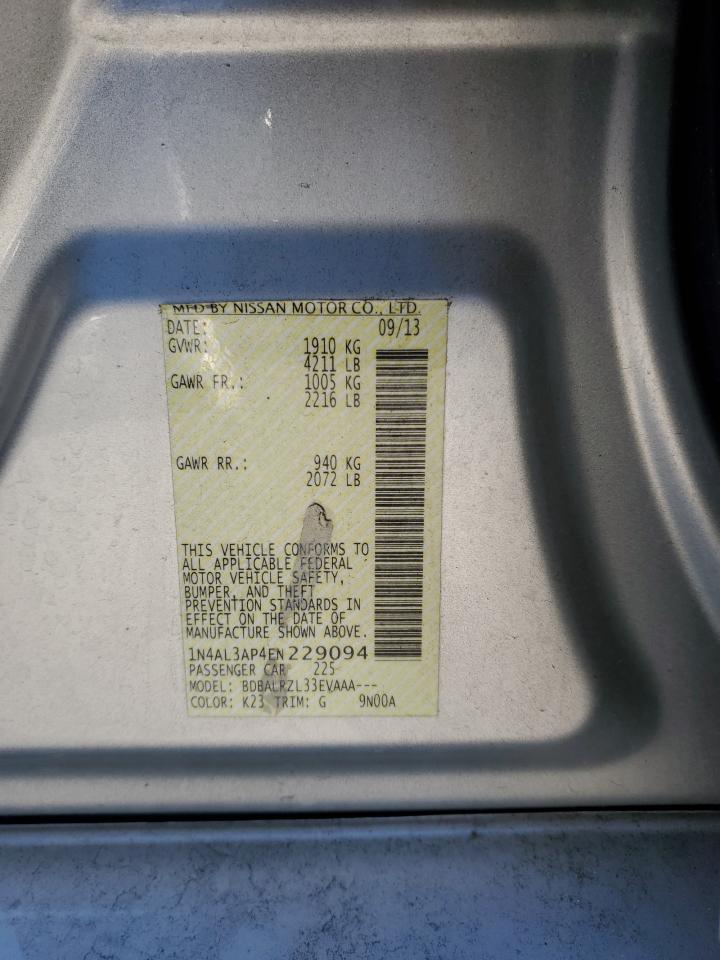 MFD BY NISSAN MOTOR CO., LTD.
DATE: 09/13
GVWR: 1910 KG
4211 LB
GAWR FR.: 1005 KG
2216 LB
GAWR RR.: 940 KG
2072 LB
THIS VEHICLE CONFORMS TO
ALL APPLICABLE FEDERAL
MOTOR VEHICLE SAFETY,
BUMPER, AND THEFT
PREVENTION STANDARDS IN
EFFECT ON THE DATE OF
MANUFACTURE SHOWN ABOVE.
1N4AL3AP4EN229094
PASSENGER CAR 225
MODEL: BDBALRZL33EVAAA---
COLOR: K23 TRIM: G 9N00A